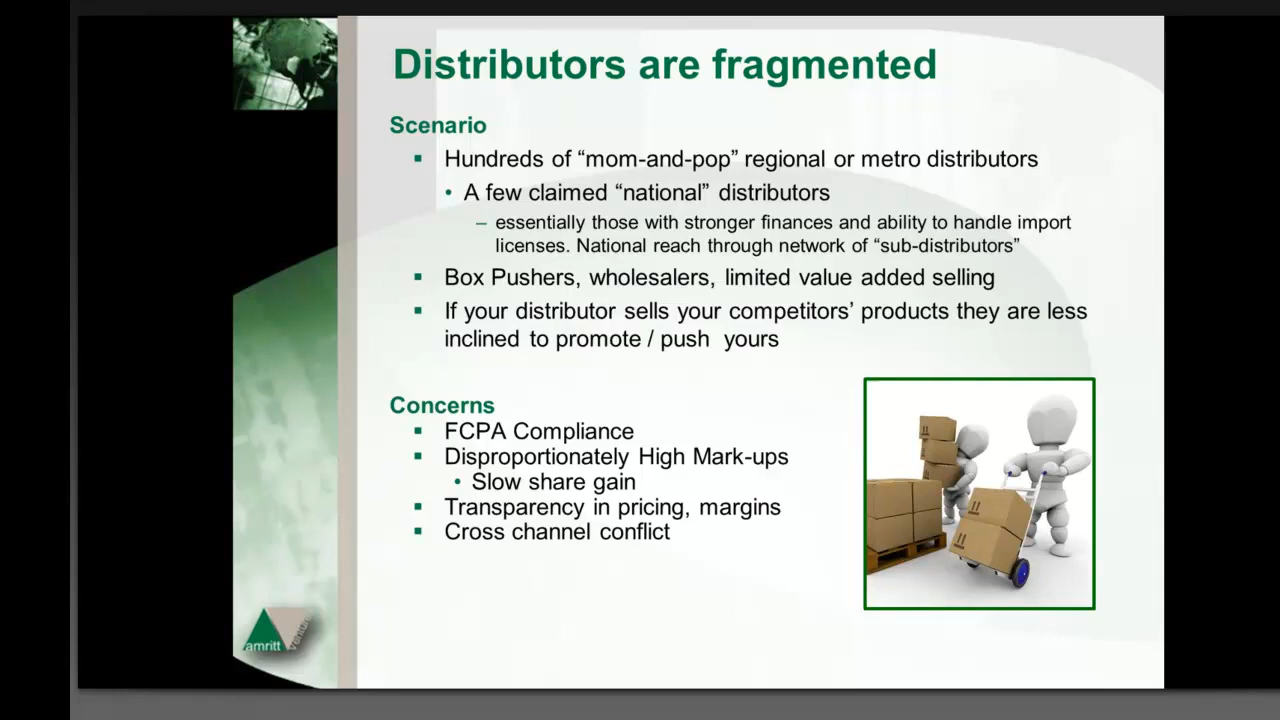 Distributors are fragmented
Scenario
▪ Hundreds of “mom-and-pop” regional or metro distributors
• A few claimed “national” distributors
– essentially those with stronger finances and ability to handle import
licenses. National reach through network of “sub-distributors”
▪ Box Pushers, wholesalers, limited value added selling
▪ If your distributor sells your competitors’ products they are less
inclined to promote / push yours
Concerns
▪ FCPA Compliance
▪ Disproportionately High Mark-ups
• Slow share gain
▪ Transparency in pricing, margins
▪ Cross channel conflict
amritt